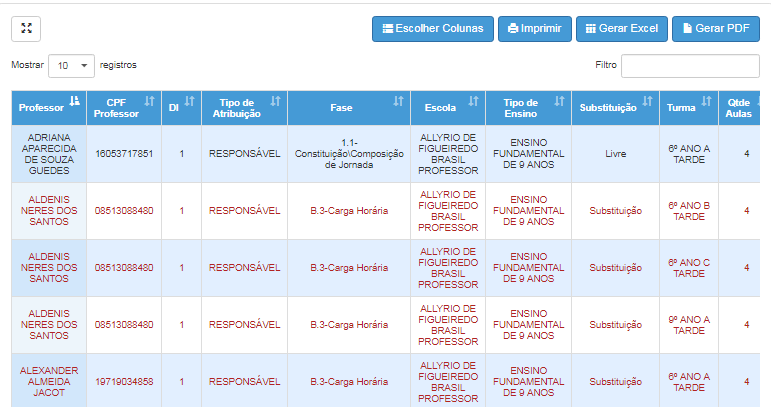 Escolher Colunas Imprimir Gerar Excel Gerar PDF
Mostrar 10 registros Filtro
Professor CPF Professor DI Tipo de Atribuição Fase Escola Tipo de Ensino Substituição Turma Qtde Aulas
ADRIANA APARECIDA DE SOUZA GUEDES 16053717851 1 RESPONSÁVEL 1.1-Constituição\Composição de Jornada ALLYRIO DE FIGUEIREDO BRASIL PROFESSOR ENSINO FUNDAMENTAL DE 9 ANOS Livre 6º ANO A TARDE 4
ALDENIS NERES DOS SANTOS 08513088480 1 RESPONSÁVEL B.3-Carga Horária ALLYRIO DE FIGUEIREDO BRASIL PROFESSOR ENSINO FUNDAMENTAL DE 9 ANOS Substituição 6º ANO B TARDE 4
ALDENIS NERES DOS SANTOS 08513088480 1 RESPONSÁVEL B.3-Carga Horária ALLYRIO DE FIGUEIREDO BRASIL PROFESSOR ENSINO FUNDAMENTAL DE 9 ANOS Substituição 6º ANO C TARDE 4
ALDENIS NERES DOS SANTOS 08513088480 1 RESPONSÁVEL B.3-Carga Horária ALLYRIO DE FIGUEIREDO BRASIL PROFESSOR ENSINO FUNDAMENTAL DE 9 ANOS Substituição 9º ANO A TARDE 4
ALEXANDER ALMEIDA JACOT 19719034858 1 RESPONSÁVEL B.3-Carga Horária ALLYRIO DE FIGUEIREDO BRASIL PROFESSOR ENSINO FUNDAMENTAL DE 9 ANOS Substituição 6º ANO A TARDE 4